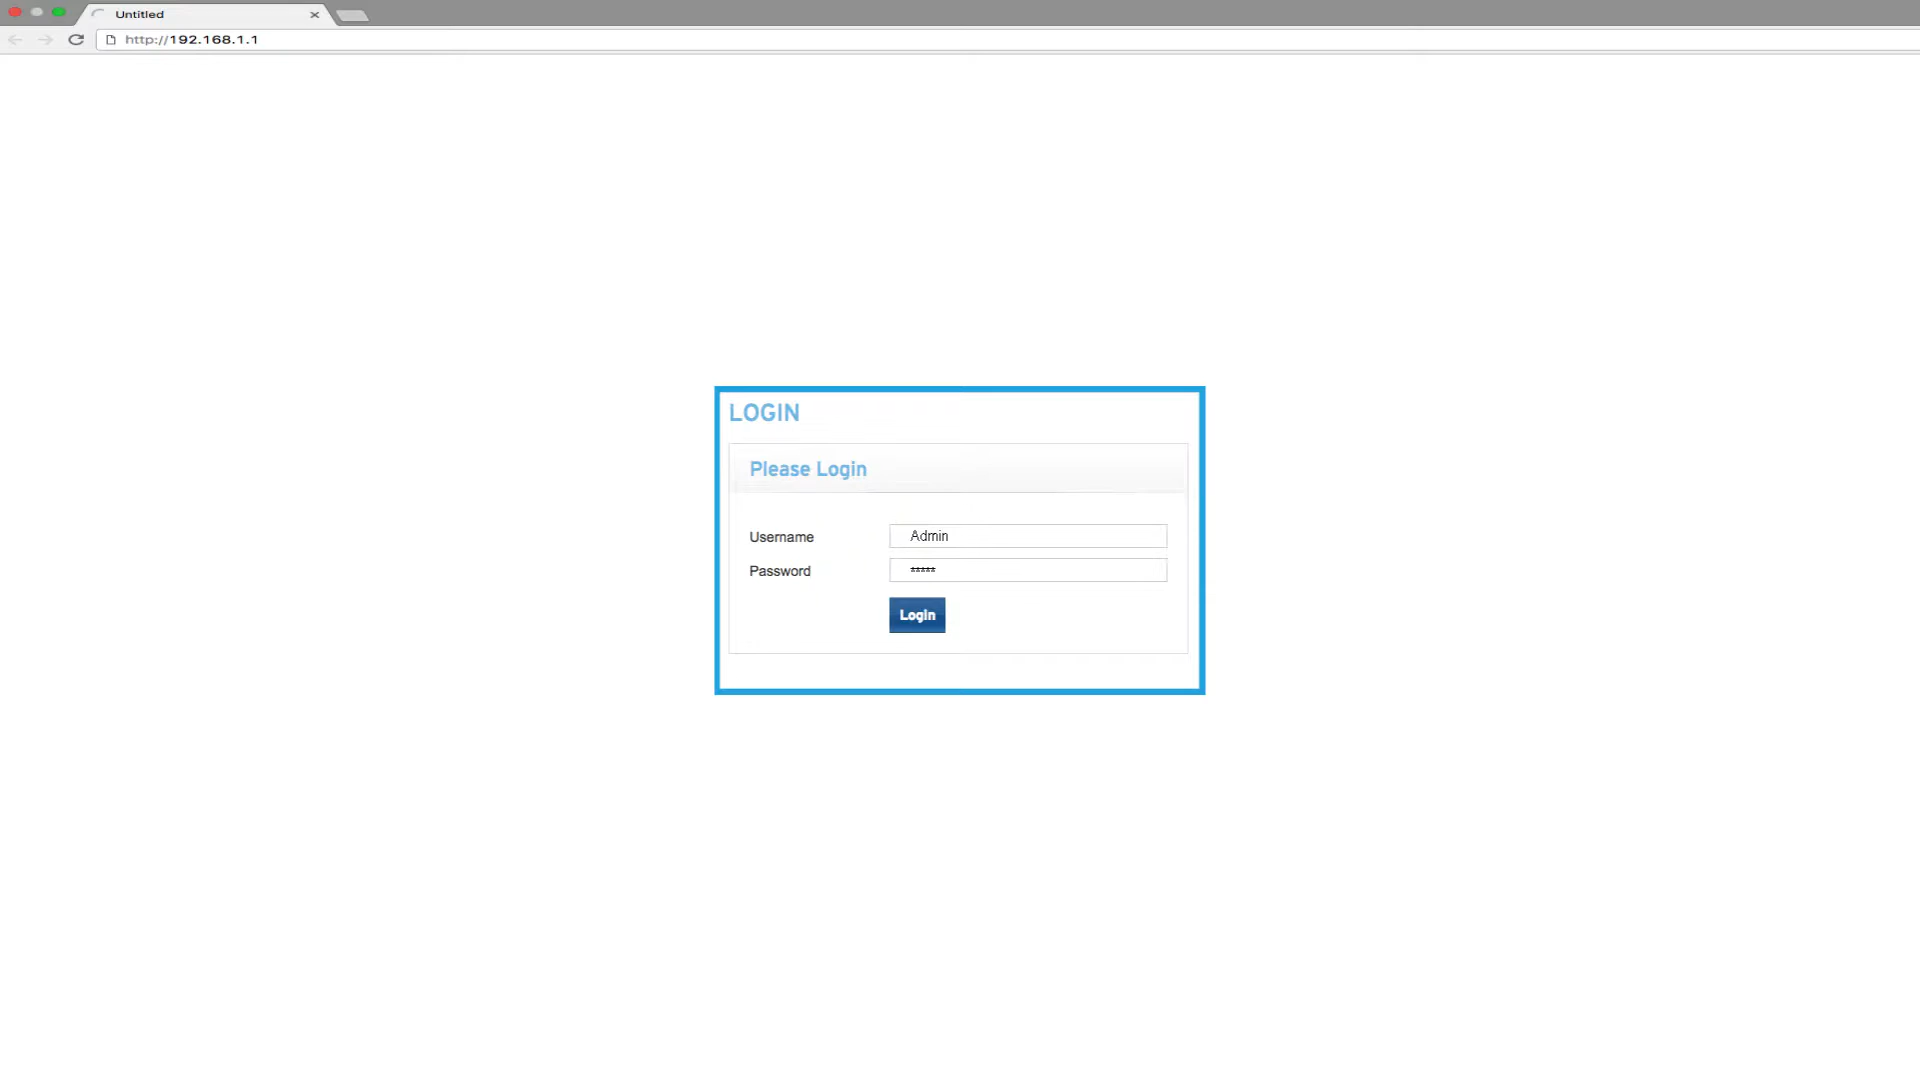 Untitled
http://192.168.1.1
LOGIN
Please Login
Username Admin
Password *****
Login